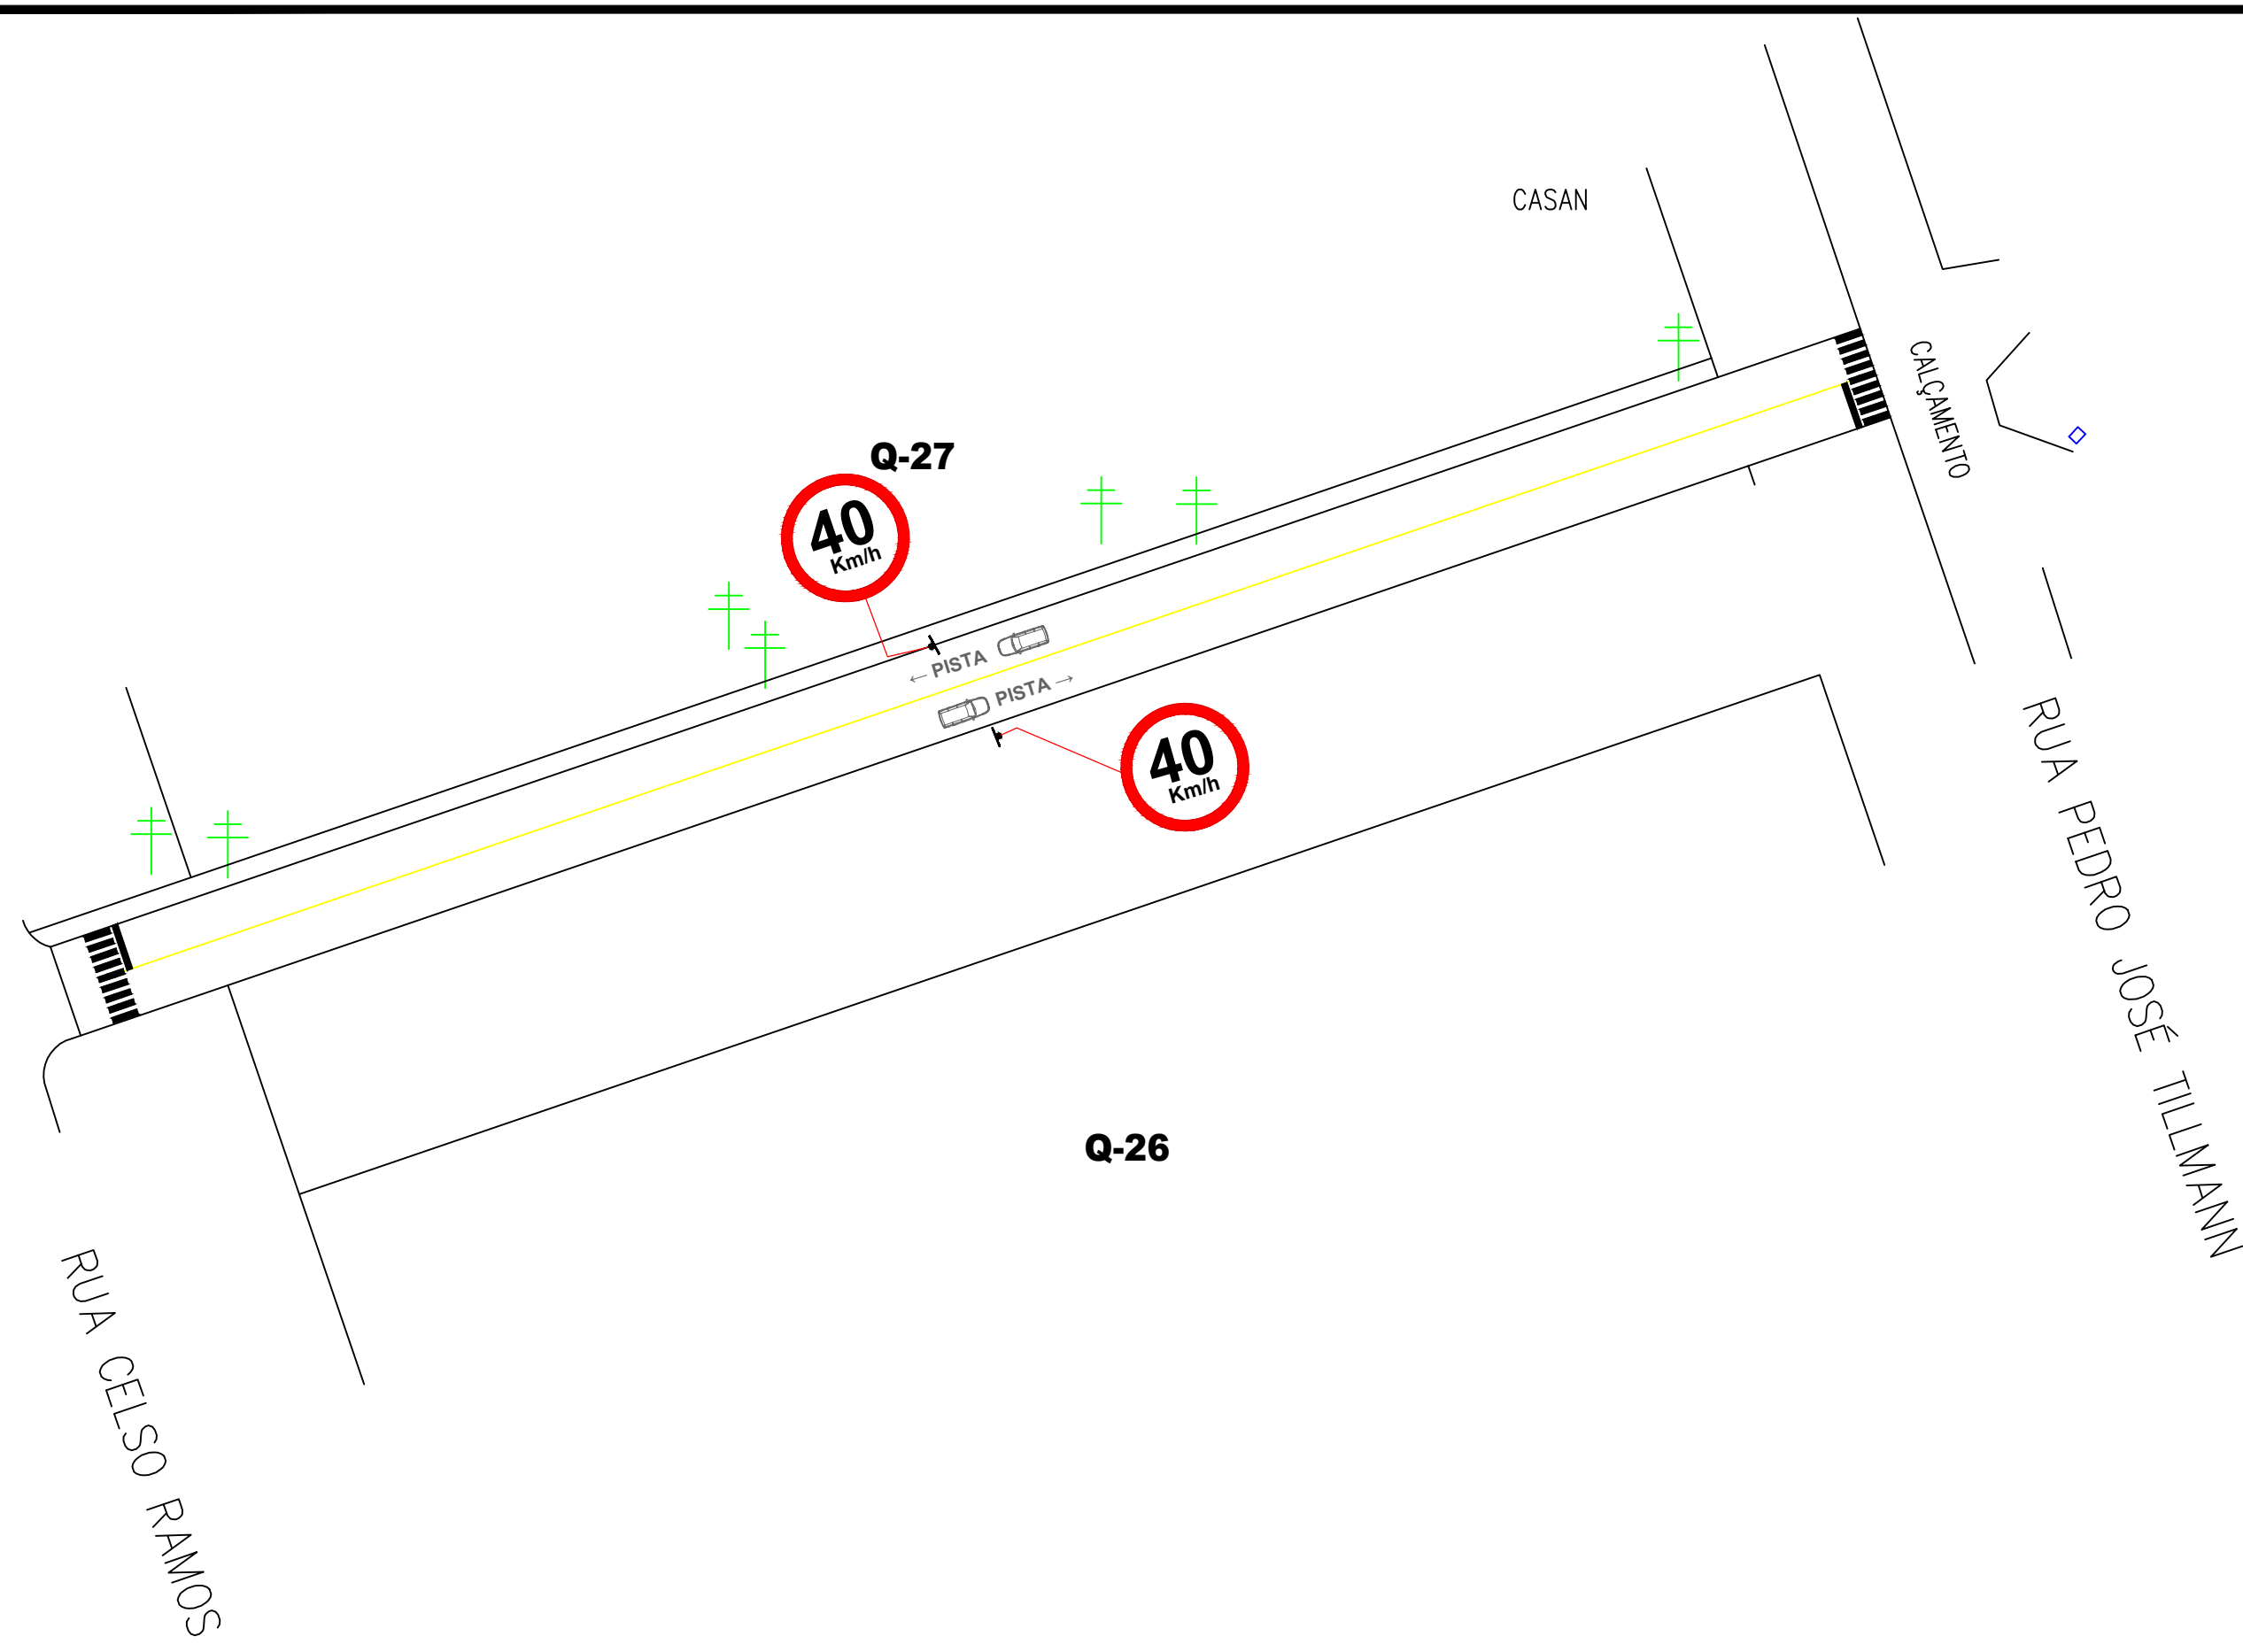 CASAN
CALÇAMENTO
Q-27
40
Km/h
← PISTA
PISTA →
40
Km/h
RUA PEDRO JOSÉ TILLMANN
Q-26
RUA CELSO RAMOS